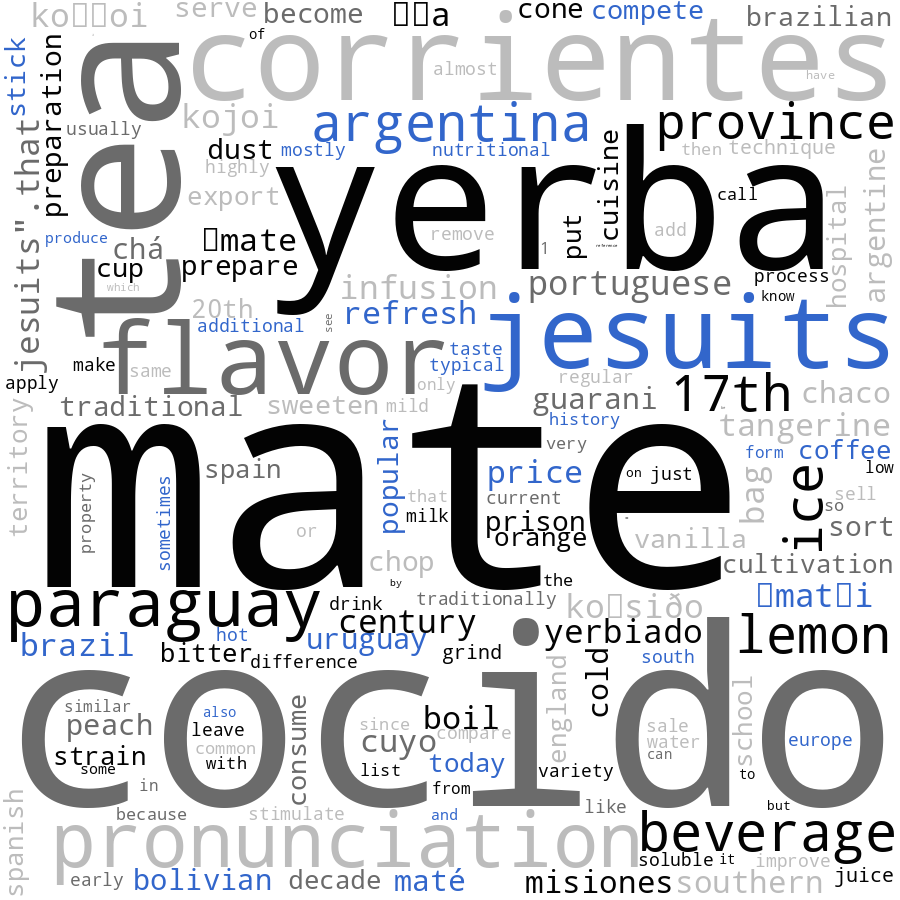 ko▯▯oi serve become ▯▯a cone compete brazilian
of
corrientes
stick
preparation
tea
almost
have
kojoi
argentina
province
usually
dust
mostly
nutritional
then
technique
highly
jesuits".that
yerba
cuisine
export
call
hospital
argentine
▯mate
remove
put
add
1
reference
produce
chá
cup
prepare
which
infusion
portuguese
process
know
20th
refresh
additional
see
jesuits
flavor
taste
typical
make
same
apply
only
regular
traditional
sweeten
mild
guarani
17th
chaco
history
tangerine
territory
mate
popular
very
form
coffee
spain
price
on
just
bag
ice
low
property
sometimes
that
current
sell
so
milk
prison
sort
or
orange
vanilla
chop
cultivation
by
the
paraguay
drink
traditionally
ko▯siðo
▯mat▯i
century
brazil
hot
uruguay
yerbiado
lemon
bitter
difference
grind
cold
south
cocido
similar
also
consume
england
school
peach
leave
since
boil
sale
common
cuyo
compare
water
europe
strain
with
today
can
some
list
variety
to
in
from
spanish
because
stimulate
and
like
but
pronunciation
beverage
soluble
it
improve
early
bolivian
decade
maté
misiones
southern
juice